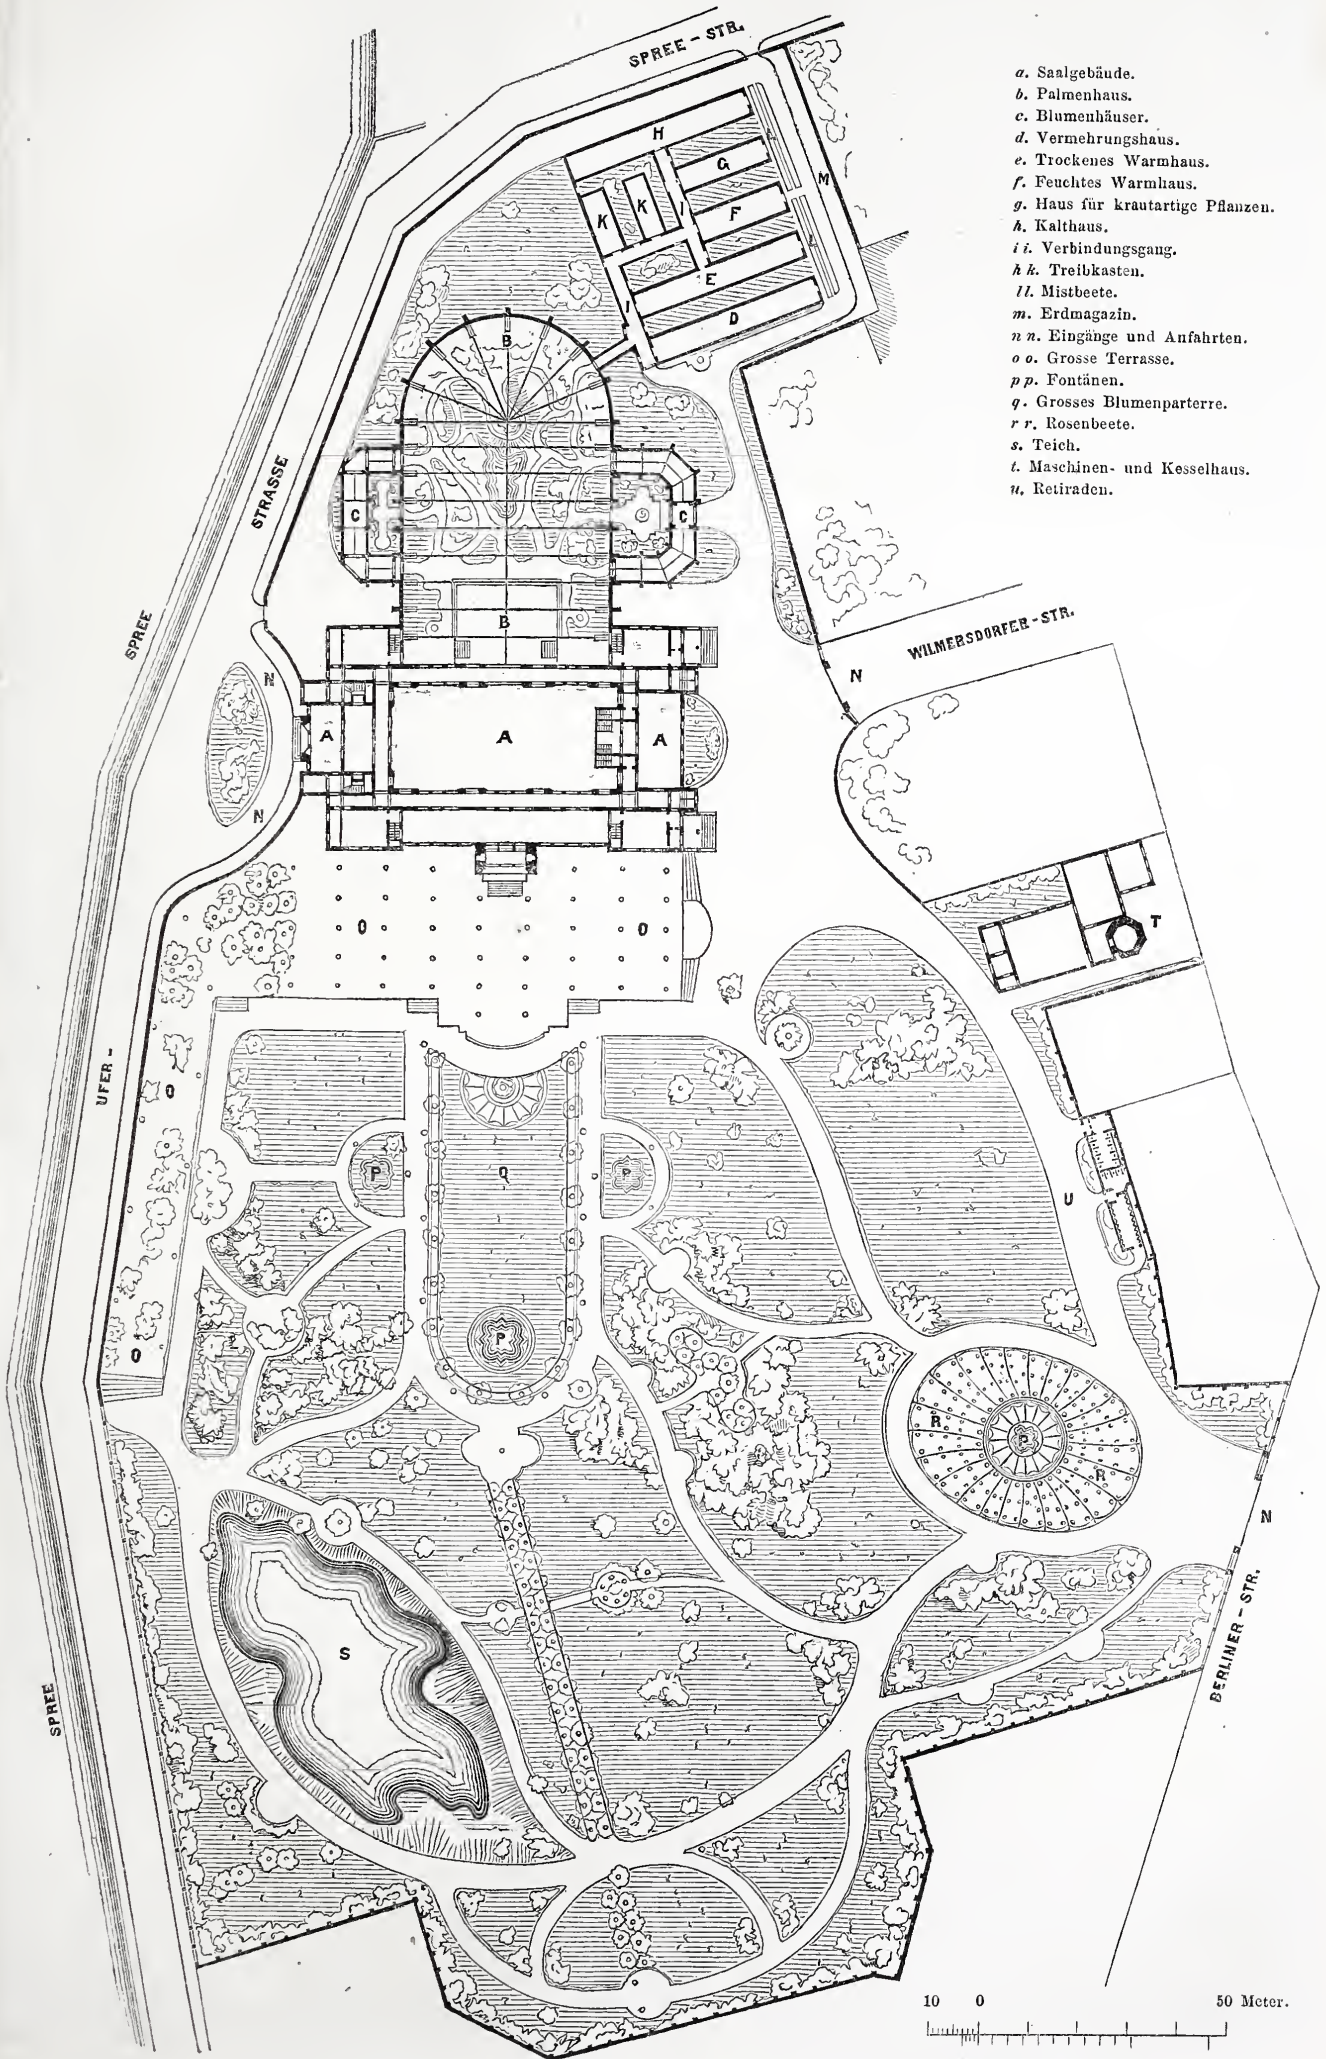 SPREE - STR.
a. Saalgebäude.
b. Palmenhaus.
c. Blumenhäuser.
d. Vermehrungshaus.
e. Trockenes Warmhaus.
f. Feuchtes Warmhaus.
g. Haus für krautartige Pflanzen.
h. Kalthaus.
i i. Verbindungsgang.
k k. Treibkasten.
l l. Mistbeete.
m. Erdmagazin.
n n. Eingänge und Anfahrten.
o o. Grosse Terrasse.
p p. Fontänen.
q. Grosses Blumenparterre.
r r. Rosenbeete.
s. Teich.
t. Maschinen- und Kesselhaus.
u. Retiraden.
H
L
G
M
K
K
I
F
L
E
I
D
B
STRASSE
C
C
B
SPREE
WILMERSDORFER - STR.
N
N
A
A
A
N
T
O
O
UFER -
O
P
Q
P
U
P
O
R
P
R
N
S
BERLINER - STR.
SPREE
10 0 50 Meter.